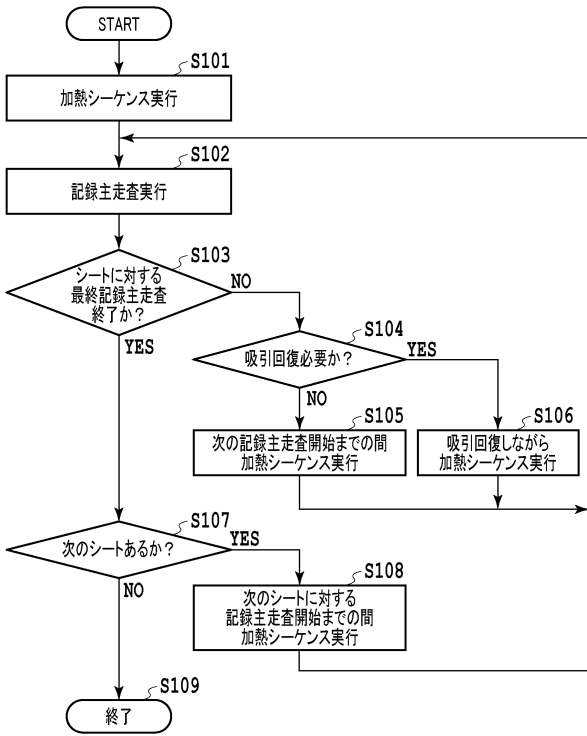 START
S101
加熱シーケンス実行
S102
記録主走査実行
S103
シートに対する
最終記録主走査
終了か?
NO
YES
S104
吸引回復必要か?
YES
NO
S105
次の記録主走査開始までの間
加熱シーケンス実行
S106
吸引回復しながら
加熱シーケンス実行
S107
次のシートあるか?
YES
NO
S108
次のシートに対する
記録主走査開始までの間
加熱シーケンス実行
S109
終了